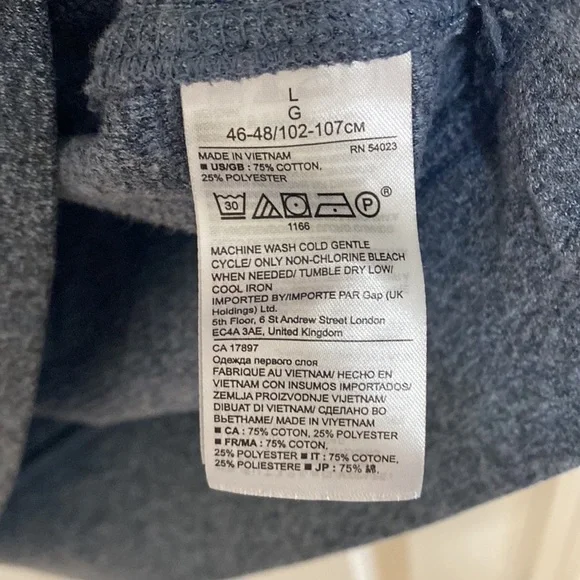 L
G
46-48/102-107CM
MADE IN VIETNAM RN 54023
■ US/GB : 75% COTTON,
25% POLYESTER
30 P ®
1166
MACHINE WASH COLD GENTLE
CYCLE/ ONLY NON-CHLORINE BLEACH
WHEN NEEDED/ TUMBLE DRY LOW/
COOL IRON
IMPORTED BY/IMPORTE PAR Gap (UK
Holdings) Ltd.
5th Floor, 6 St Andrew Street London
EC4A 3AE, United Kingdom
CA 17897
Одежда первого слоя
FABRIQUE AU VIETNAM/ HECHO EN
VIETNAM CON INSUMOS IMPORTADOS/
ZEMLJA PROIZVODNJE VIJETNAM/
DIBUAT DI VIETNAM/ СДЕЛАНО ВО
ВЬЕТНАМЕ/ MADE IN VIYETNAM
■ CA : 75% COTON, 25% POLYESTER
■ FR/MA : 75% COTON,
25% POLYESTER ■ IT : 75% COTONE,
25% POLIESTERE ■ JP : 75% 綿,